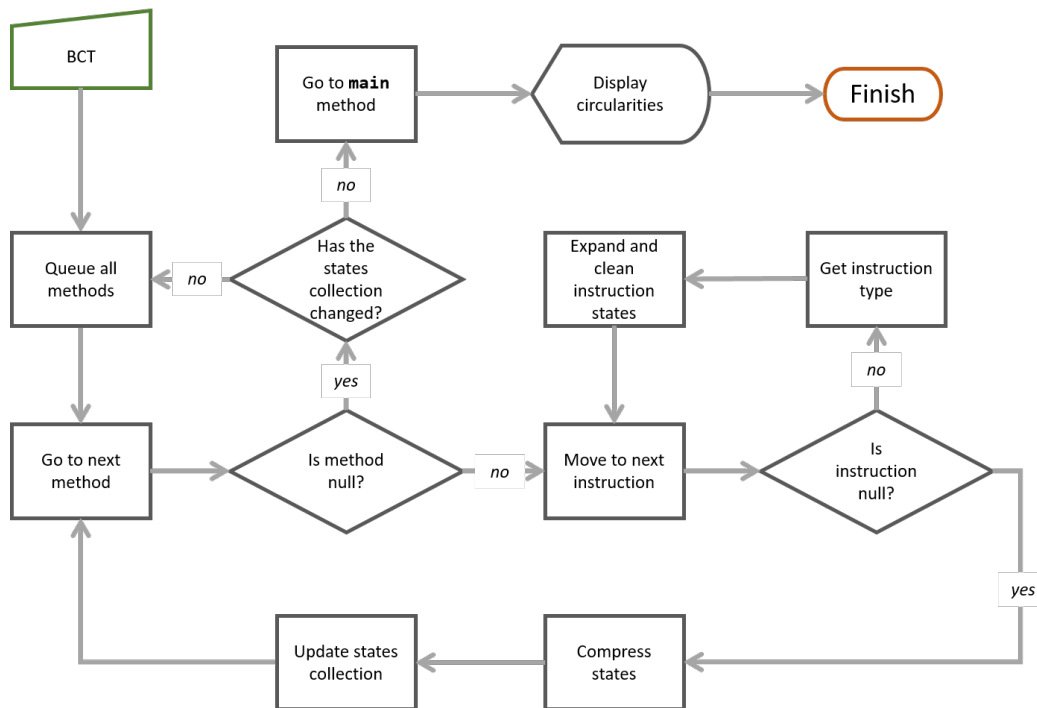 BCT
Go to main
method
Display
circularities
Finish
no
Queue all
methods
no
Has the
states
collection
changed?
Expand and
clean
instruction
states
Get instruction
type
yes
no
Go to next
method
Is method
null?
no
Move to next
instruction
Is
instruction
null?
yes
Update states
collection
Compress
states